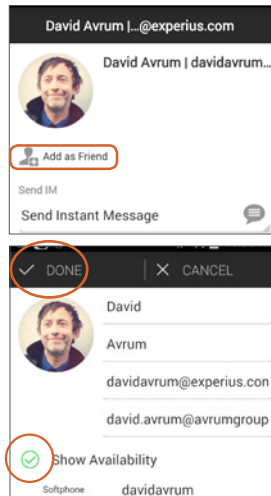 David Avrum |...@experius.com
David Avrum | davidavrum...
Add as Friend
Send IM
Send Instant Message
DONE
CANCEL
David
Avrum
davidavrum@experius.con
david.avrum@avrumgroup
Show Availability
Softphone davidavrum